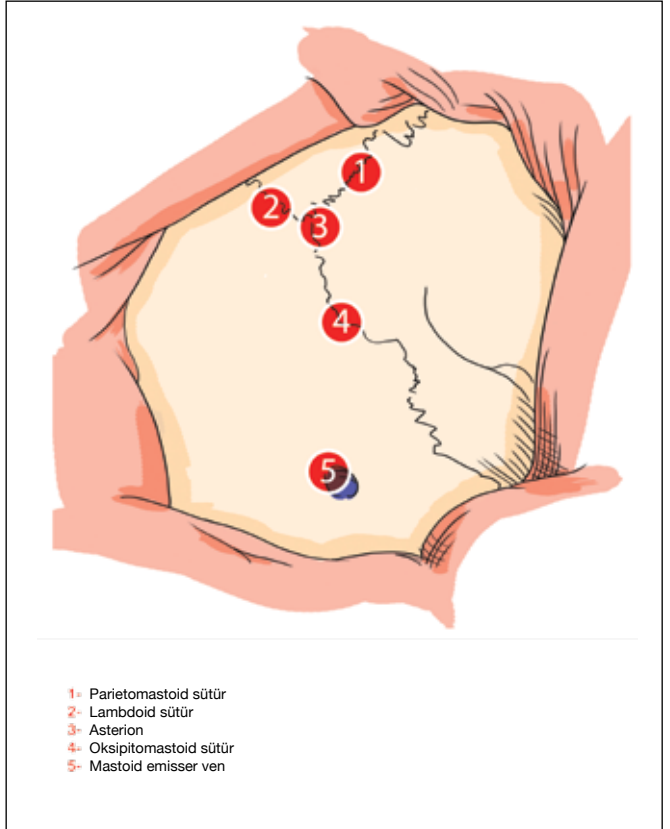 1
2
3
4
5
1- Parietomastoid sütür
2- Lambdoid sütür
3- Asterion
4- Oksipitomastoid sütür
5- Mastoid emisser ven